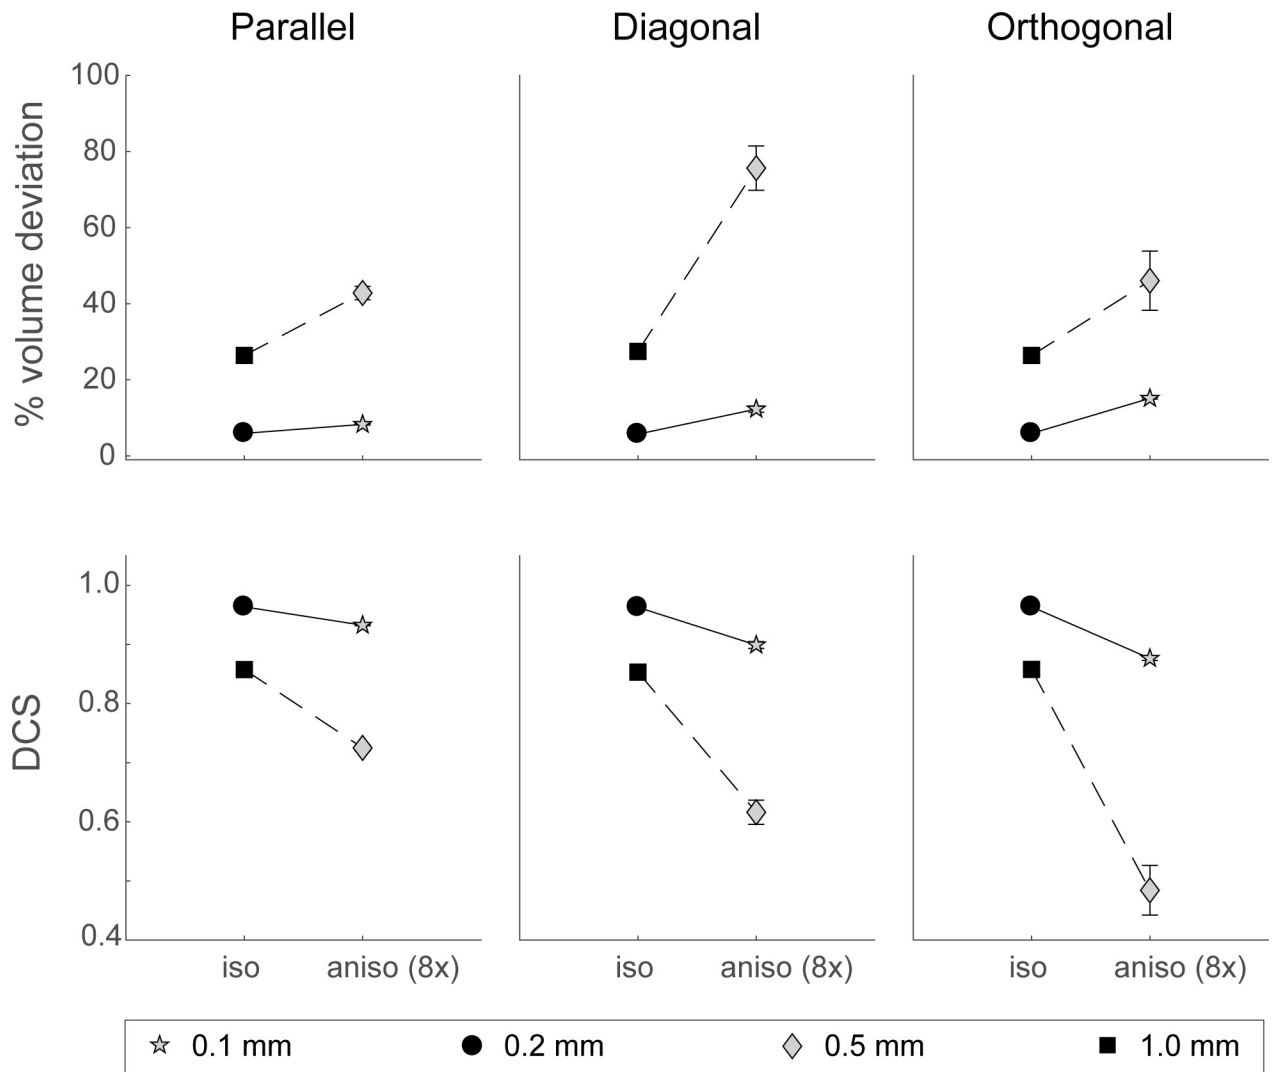 Parallel Diagonal Orthogonal
% volume deviation
100
80
60
40
20
0
DCS
1.0
0.8
0.6
0.4
iso aniso (8x) iso aniso (8x) iso aniso (8x)
0.1 mm 0.2 mm 0.5 mm 1.0 mm